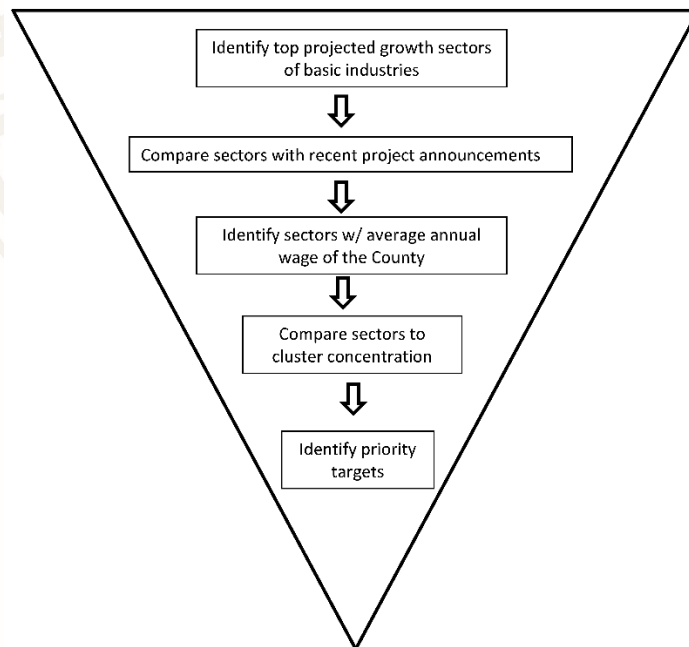 Identify top projected growth sectors
of basic industries
Compare sectors with recent project announcements
Identify sectors w/ average annual
wage of the County
Compare sectors to
cluster concentration
Identify priority
targets